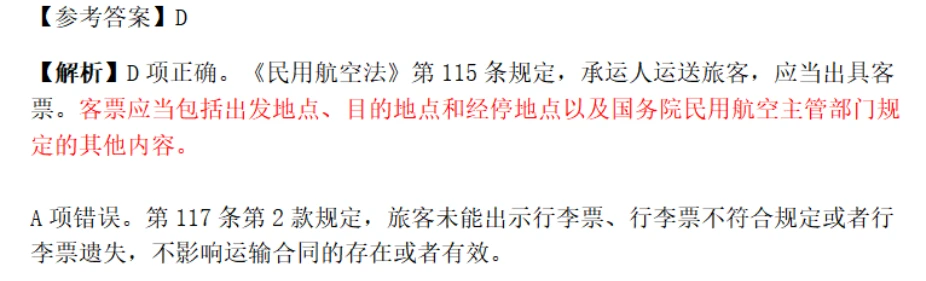 【参考答案】D
【解析】D 项正确。《民用航空法》第 115 条规定，承运人运送旅客，应当出具客
票。客票应当包括出发地点、目的地点和经停地点以及国务院民用航空主管部门规
定的其他内容。
A 项错误。第 117 条第 2 款规定，旅客未能出示行李票、行李票不符合规定或者行
李票遗失，不影响运输合同的存在或者有效。